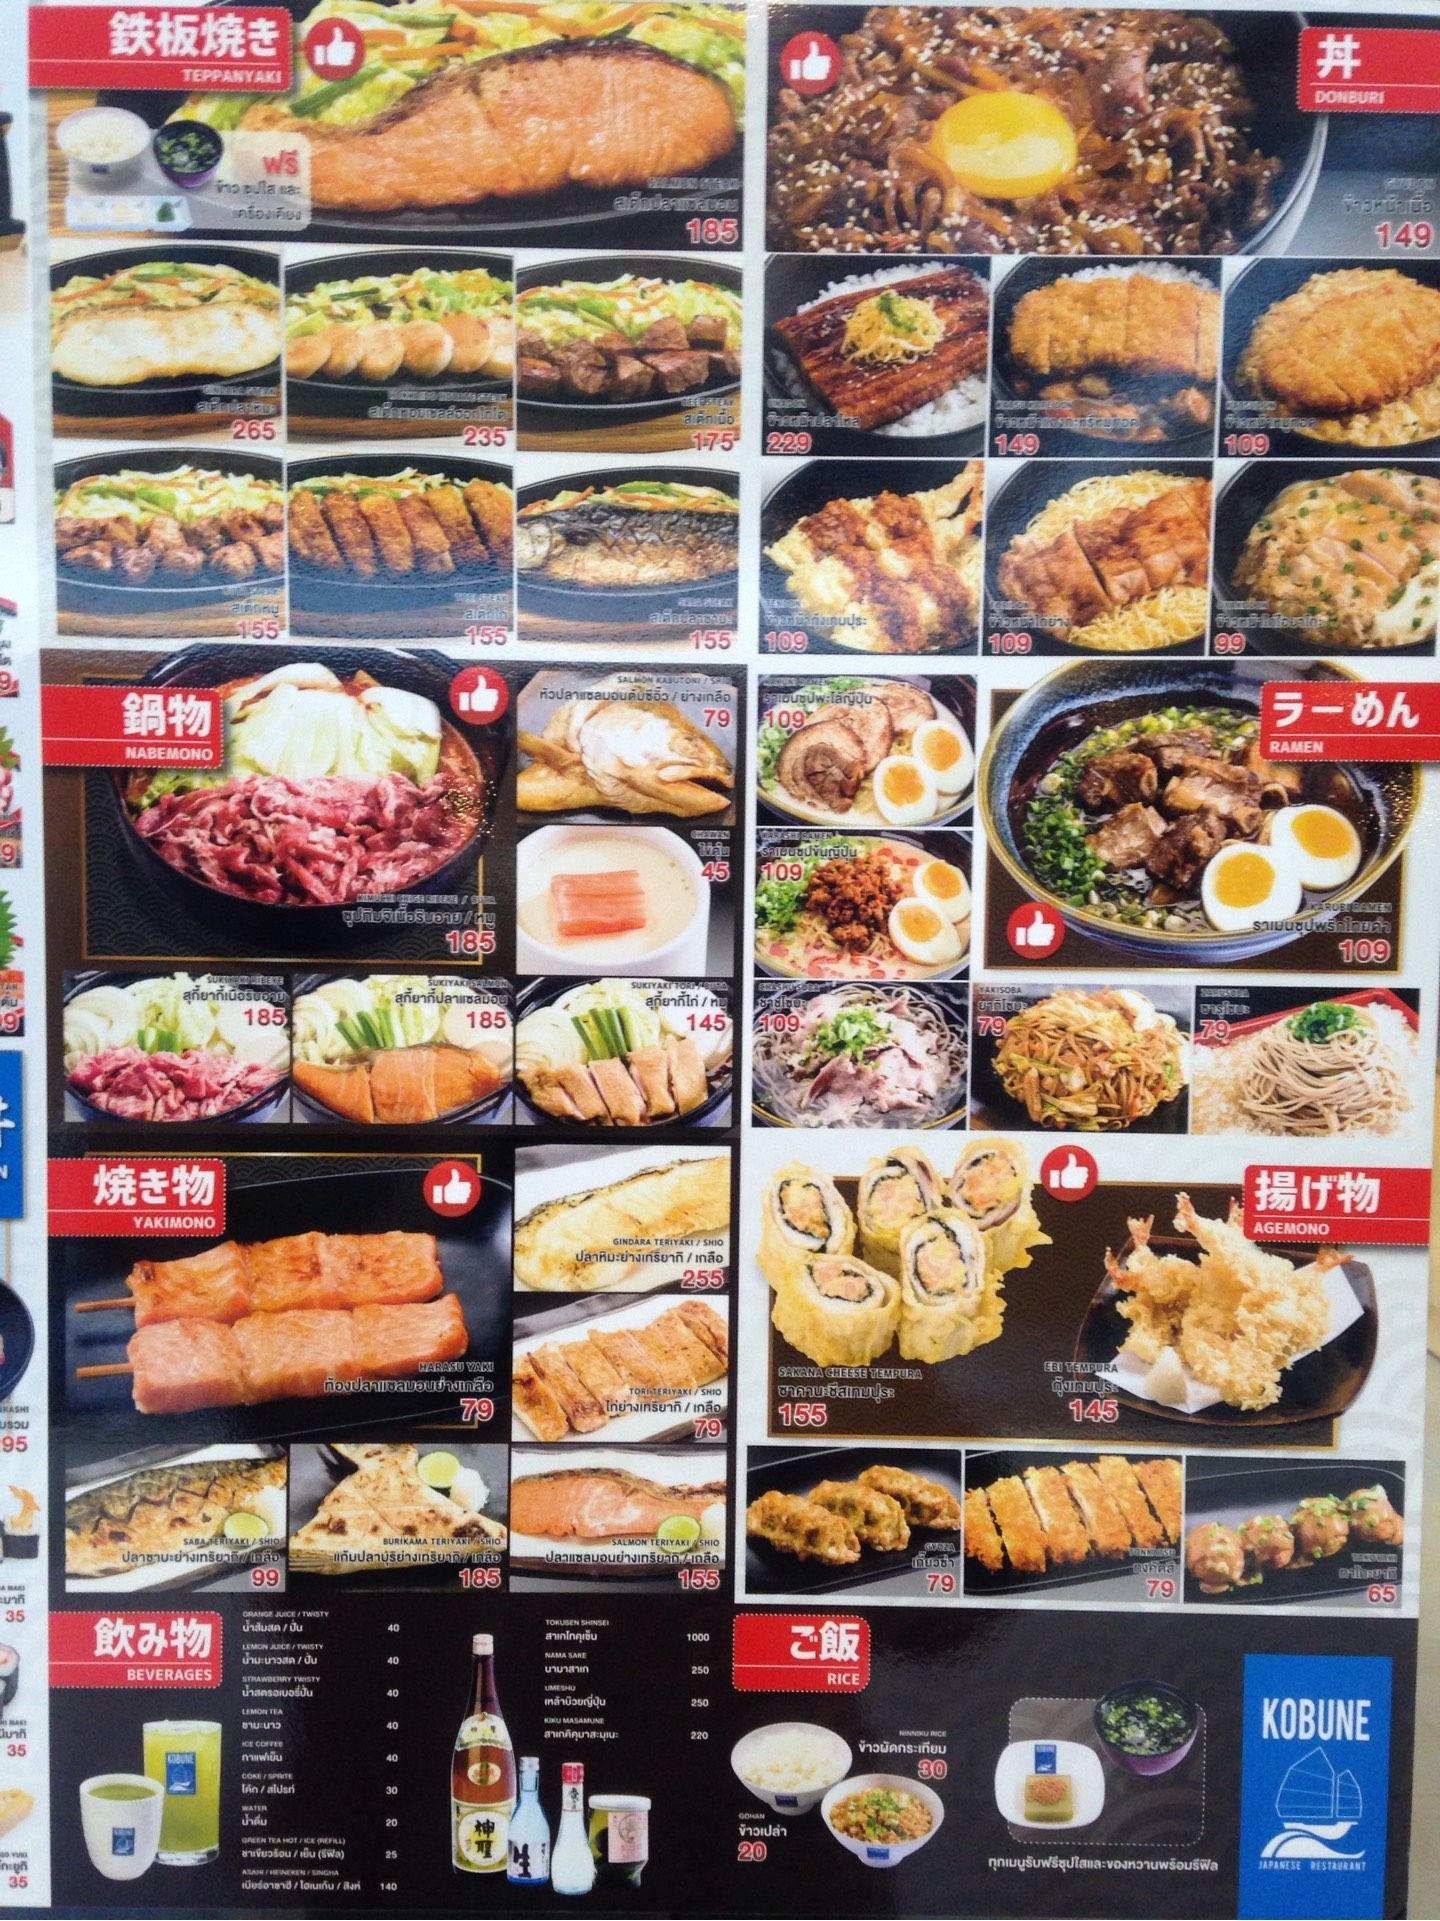 鉄板焼き
TEPPANYAKI
ฟรี
ข้าว ซุปใส และ
เครื่องเคียง
SALMON STEAK
สเต็กปลาแซลมอน
185
GINDARA STEAK
สเต็กปลาหิมะ
265
สเต็กหอยเชลล์ฮอกไกโด
235
BEEF STEAK
สเต็กเนื้อ
175
สเต็กหมู
155
TORI STEAK
สเต็กไก่
155
SABA STEAK
สเต็กปลาซาบะ
155
丼
DONBURI
GYUDON
ข้าวหน้าเนื้อ
149
UNADON
ข้าวหน้าปลาไหล
229
ข้าวหน้าแกงกะหรี่หมูทอด
149
ข้าวหน้าหมูทอด
109
TENDON
ข้าวหน้ากุ้งเทมปุระ
109
ข้าวหน้าไก่ย่าง
109
99
鍋物
NABEMONO
KIMUCHI CHIGE RIBEYE / BUTA
ซุปกิมจิเนื้อริบอาย / หมู
185
SALMON KABUTONI / SHIO
หัวปลาแซลมอนต้มซีอิ๊ว / ย่างเกลือ
79
CHAWAN
ไข่ตุ๋น
45
SUKIYAKI RIBEYE
สุกี้ยากี้เนื้อริบอาย
185
SUKIYAKI SALMON
สุกี้ยากี้ปลาแซลมอน
185
SUKIYAKI TORI / BUTA
สุกี้ยากี้ไก่ / หมู
145
ラーめん
RAMEN
ราเมนซุปพะโล้ญี่ปุ่น
109
KARASHI RAMEN
ราเมนซุปข้นญี่ปุ่น
109
KARUBI RAMEN
ราเมนซุปพริกไทยดำ
109
CHASHU SOBA
ชาชูโซบะ
109
YAKISOBA
ยากิโซบะ
79
ZARUSOBA
ซารุโซบะ
79
焼き物
YAKIMONO
HARASU YAKI
ท้องปลาแซลมอนย่างเกลือ
79
GINDARA TERIYAKI / SHIO
ปลาหิมะย่างเทริยากิ / เกลือ
255
TORI TERIYAKI / SHIO
ไก่ย่างเทริยากิ / เกลือ
79
SABA TERIYAKI / SHIO
ปลาซาบะย่างเทริยากิ / เกลือ
99
BURIKAMA TERIYAKI / SHIO
แก้มปลาบุริย่างเทริยากิ / เกลือ
185
SALMON TERIYAKI / SHIO
ปลาแซลมอนย่างเทริยากิ / เกลือ
155
揚げ物
AGEMONO
SAKANA CHEESE TEMPURA
ซาคานะชีสเทมปุระ
155
EBI TEMPURA
กุ้งเทมปุระ
145
GYOZA
เกี๊ยวซ่า
79
TONKATSU
ทงคัตสึ
79
TAKOYAKI
ทาโกะยากิ
65
飲み物
BEVERAGES
ORANGE JUICE / TWISTY
น้ำส้มสด / ปั่น 40
LEMON JUICE / TWISTY
น้ำมะนาวสด / ปั่น 40
STRAWBERRY TWISTY
น้ำสตรอเบอรี่ปั่น 40
LEMON TEA
ชามะนาว 40
ICE COFFEE
กาแฟเย็น 40
COKE / SPRITE
โค้ก / สไปรท์ 30
WATER
น้ำดื่ม 20
GREEN TEA HOT / ICE (REFILL)
ชาเขียวร้อน / เย็น (รีฟิล) 25
ASAHI / HEINEKEN / SINGHA
เบียร์อาซาฮี / ไฮเนเก้น / สิงห์ 140
TOKUSEN SHINSEI
สาเกโทคุเซ็น 1000
NAMA SAKE
นามาสาเก 250
UMESHU
เหล้าบ๊วยญี่ปุ่น 250
KIKU MASAMUNE
สาเกคิคุมาสะมุเนะ 220
KOBUNE
KOBUNE
神聖
生
ご飯
RICE
NINNIKU RICE
ข้าวผัดกระเทียม
30
GOHAN
ข้าวเปล่า
20
KOBUNE
ทุกเมนูรับฟรีซุปใสและของหวานพร้อมรีฟิล
KOBUNE
JAPANESE RESTAURANT
95
35
35
35